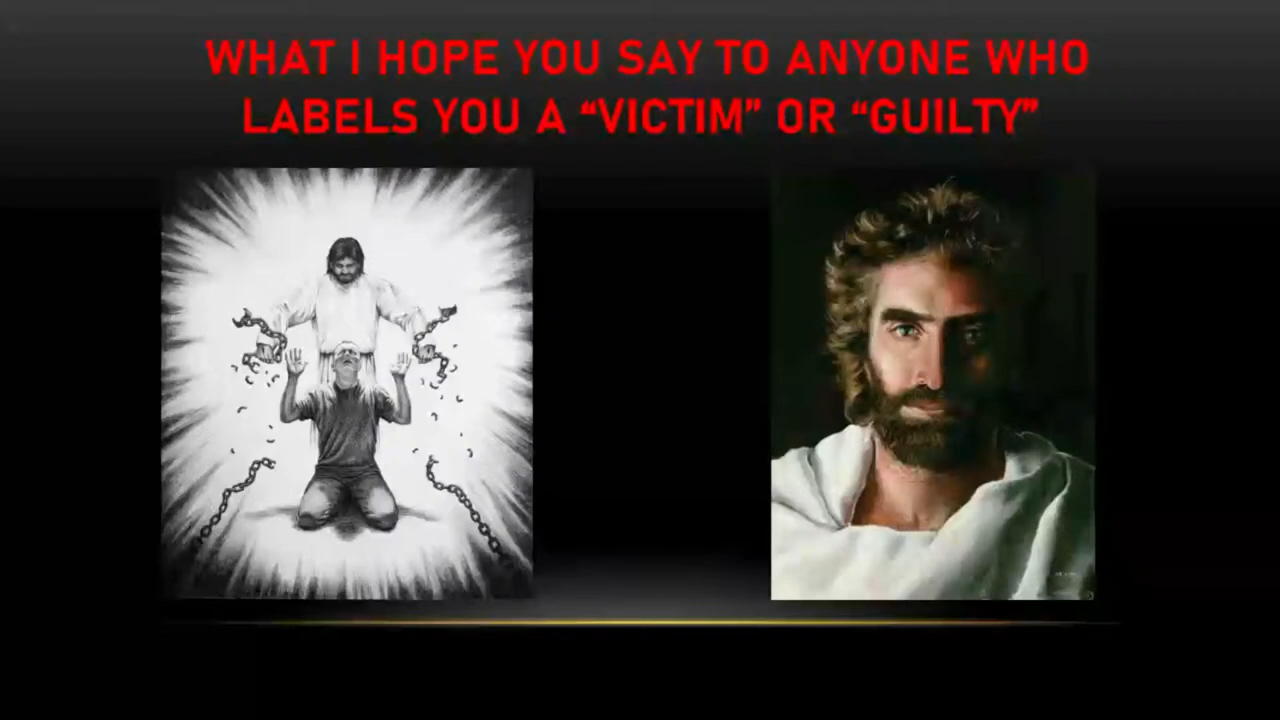 WHAT I HOPE YOU SAY TO ANYONE WHO
LABELS YOU A “VICTIM” OR “GUILTY”